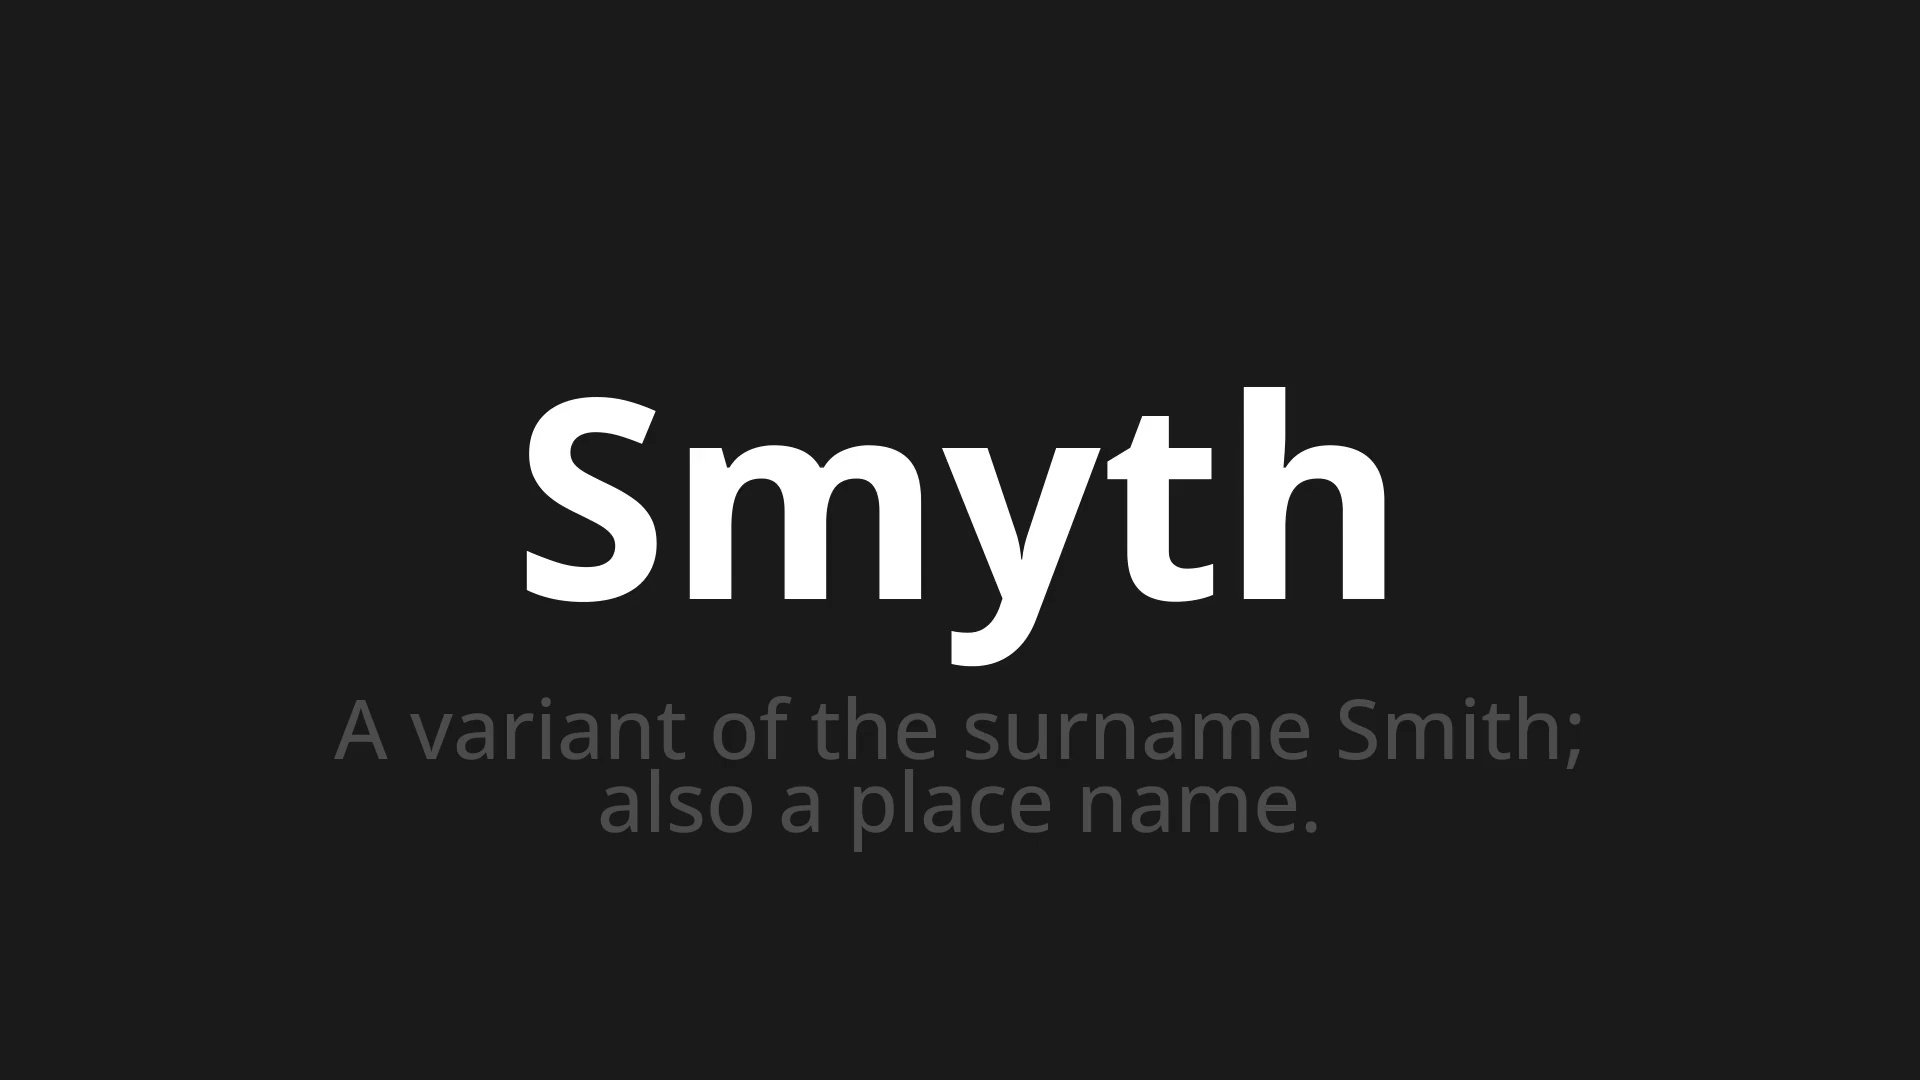 Smyth
A variant of the surname Smith;
also a place name.